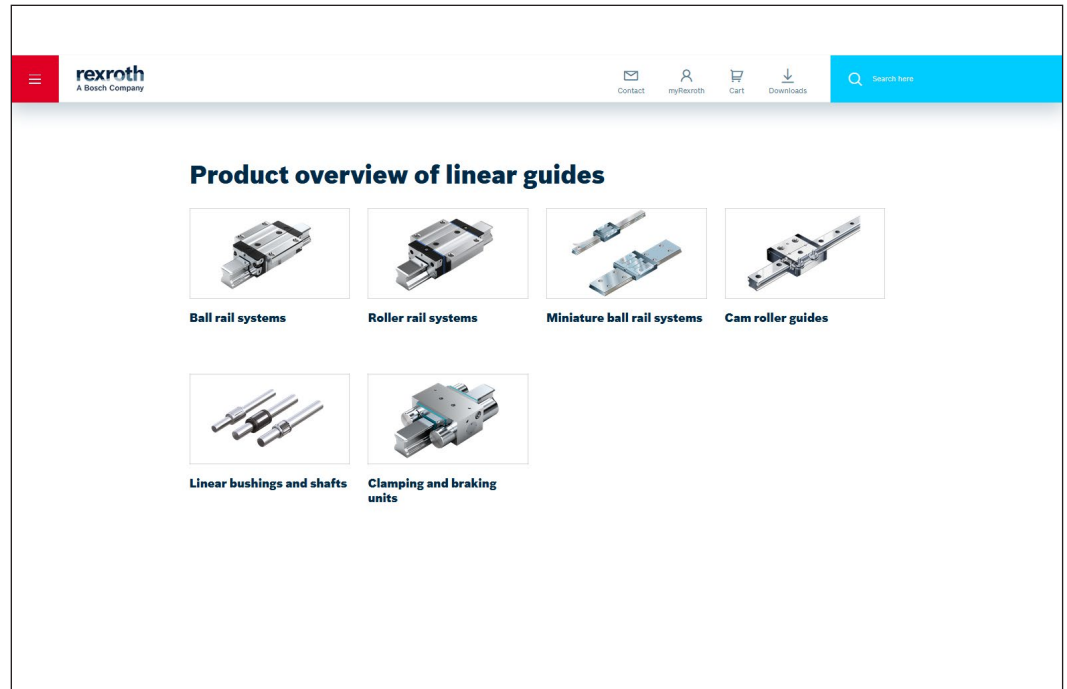 rexroth
A Bosch Company
Contact
myRexroth
Cart
Downloads
Search here
Product overview of linear guides
Ball rail systems
Roller rail systems
Miniature ball rail systems
Cam roller guides
Linear bushings and shafts
Clamping and braking
units